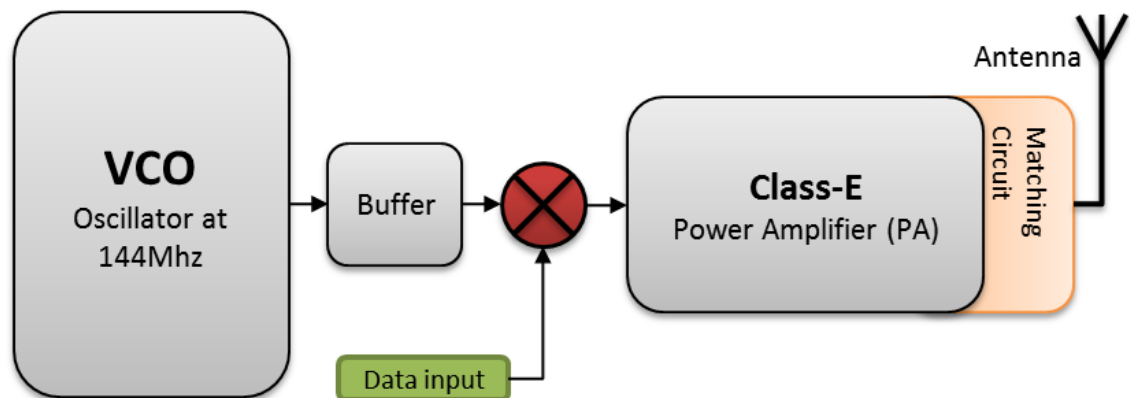 VCO
Oscillator at
144Mhz
Buffer
Data input
Class-E
Power Amplifier (PA)
Matching
Circuit
Antenna